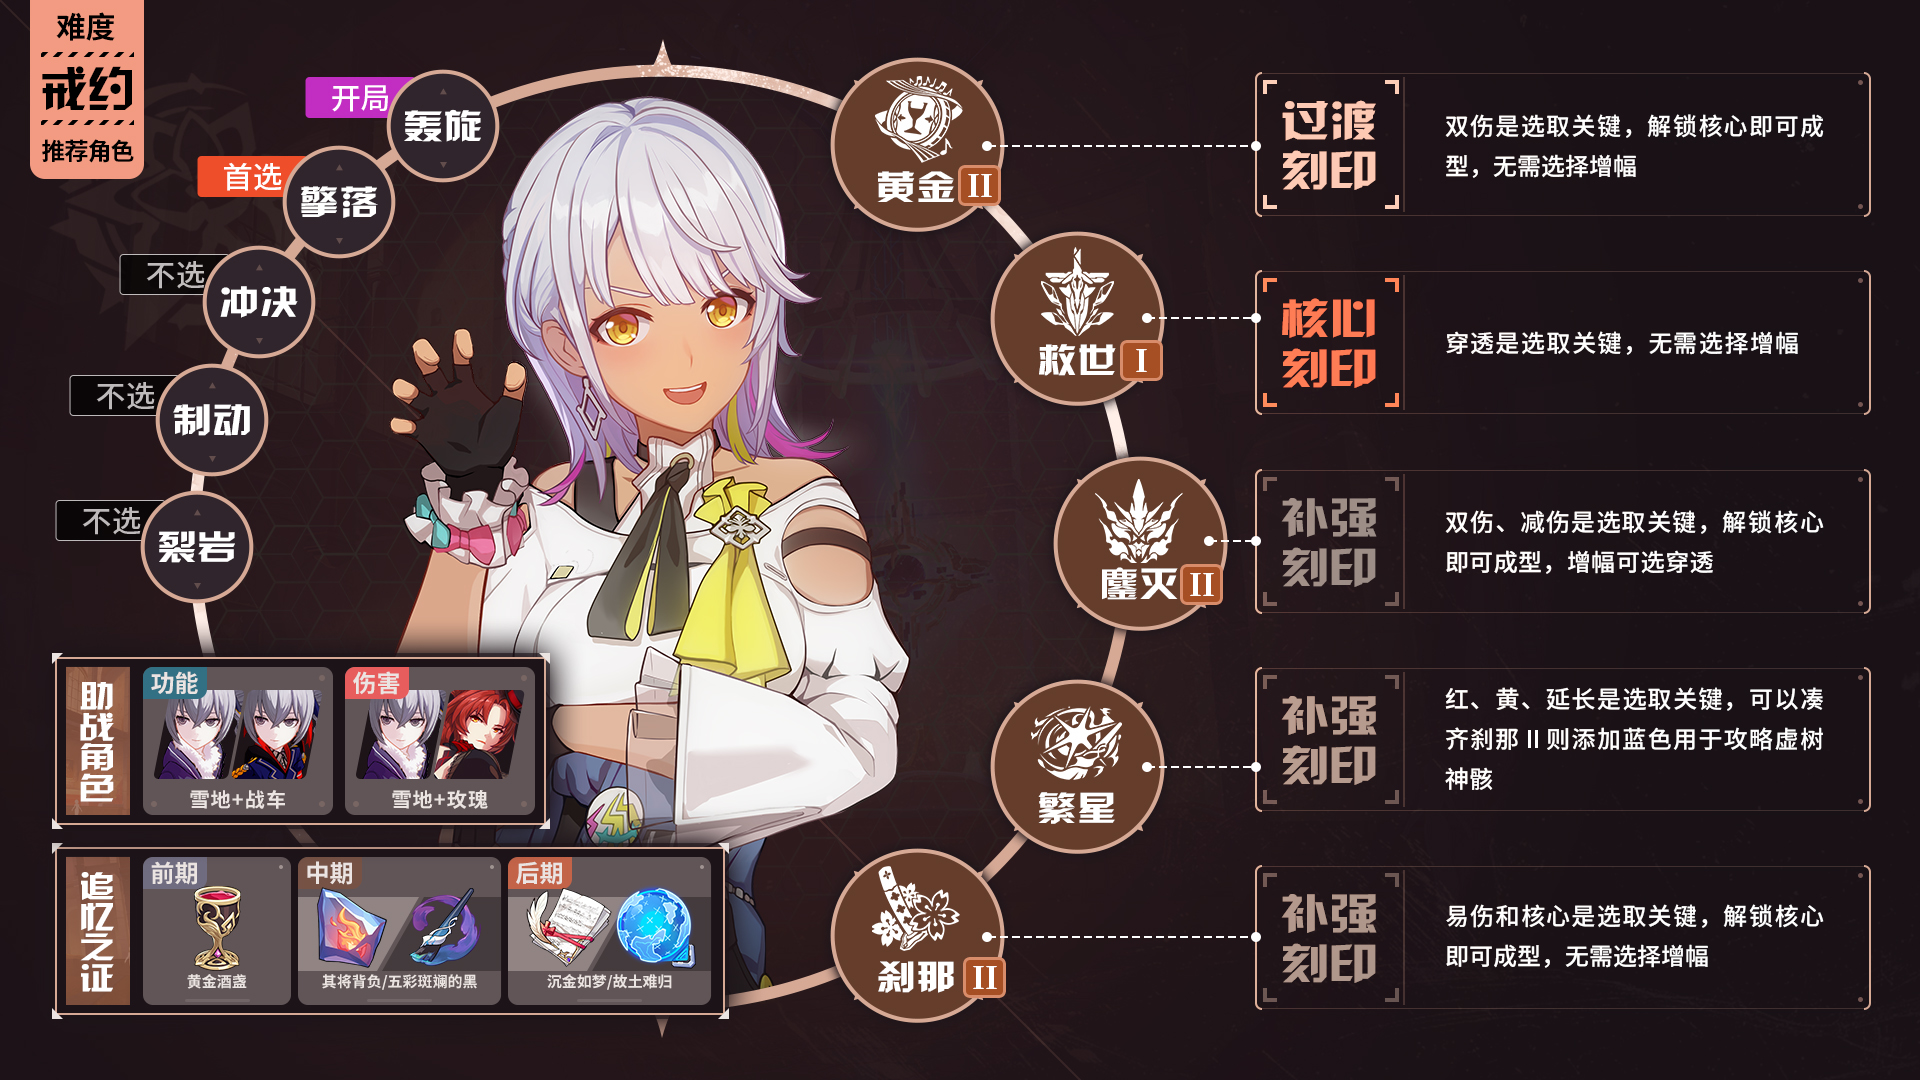 难度
戒约
推荐角色
开局
轰旋
首选
擎落
不选
冲决
不选
制动
不选
裂岩
黄金 II
过渡
刻印
双伤是选取关键，解锁核心即可成
型，无需选择增幅
救世 I
核心
刻印
穿透是选取关键，无需选择增幅
鏖灭 II
补强
刻印
双伤、减伤是选取关键，解锁核心
即可成型，增幅可选穿透
繁星
补强
刻印
红、黄、延长是选取关键，可以凑
齐刹那 II 则添加蓝色用于攻略虚树
神骸
刹那 II
补强
刻印
易伤和核心是选取关键，解锁核心
即可成型，无需选择增幅
助战角色
功能
雪地+战车
伤害
雪地+玫瑰
追忆之证
前期
黄金酒盏
中期
其将背负/五彩斑斓的黑
后期
沉金如梦/故土难归